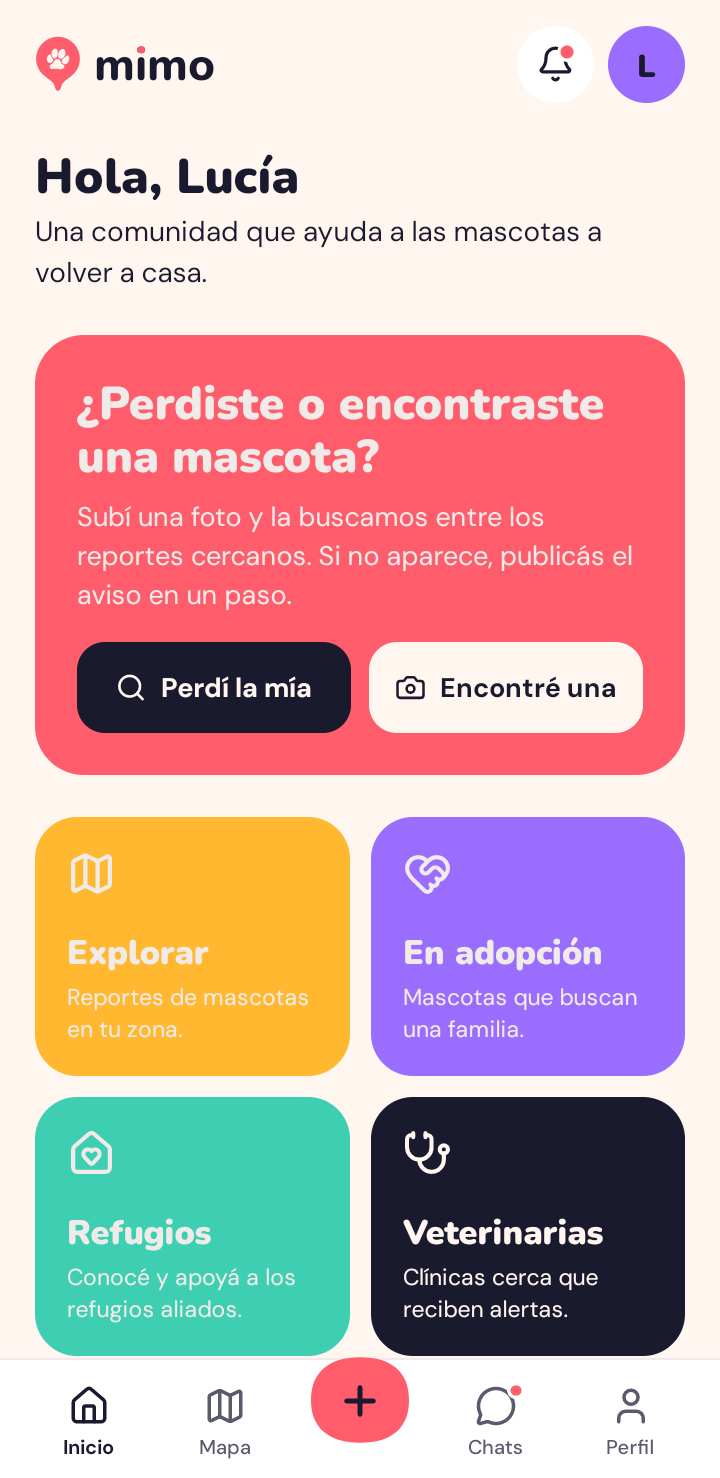 mimo
L
Hola, Lucía
Una comunidad que ayuda a las mascotas a
volver a casa.
¿Perdiste o encontraste
una mascota?
Subí una foto y la buscamos entre los
reportes cercanos. Si no aparece, publicás el
aviso en un paso.
Perdí la mía
Encontré una
Explorar
Reportes de mascotas
en tu zona.
En adopción
Mascotas que buscan
una familia.
Refugios
Conocé y apoyá a los
refugios aliados.
Veterinarias
Clínicas cerca que
reciben alertas.
Inicio
Mapa
Chats
Perfil